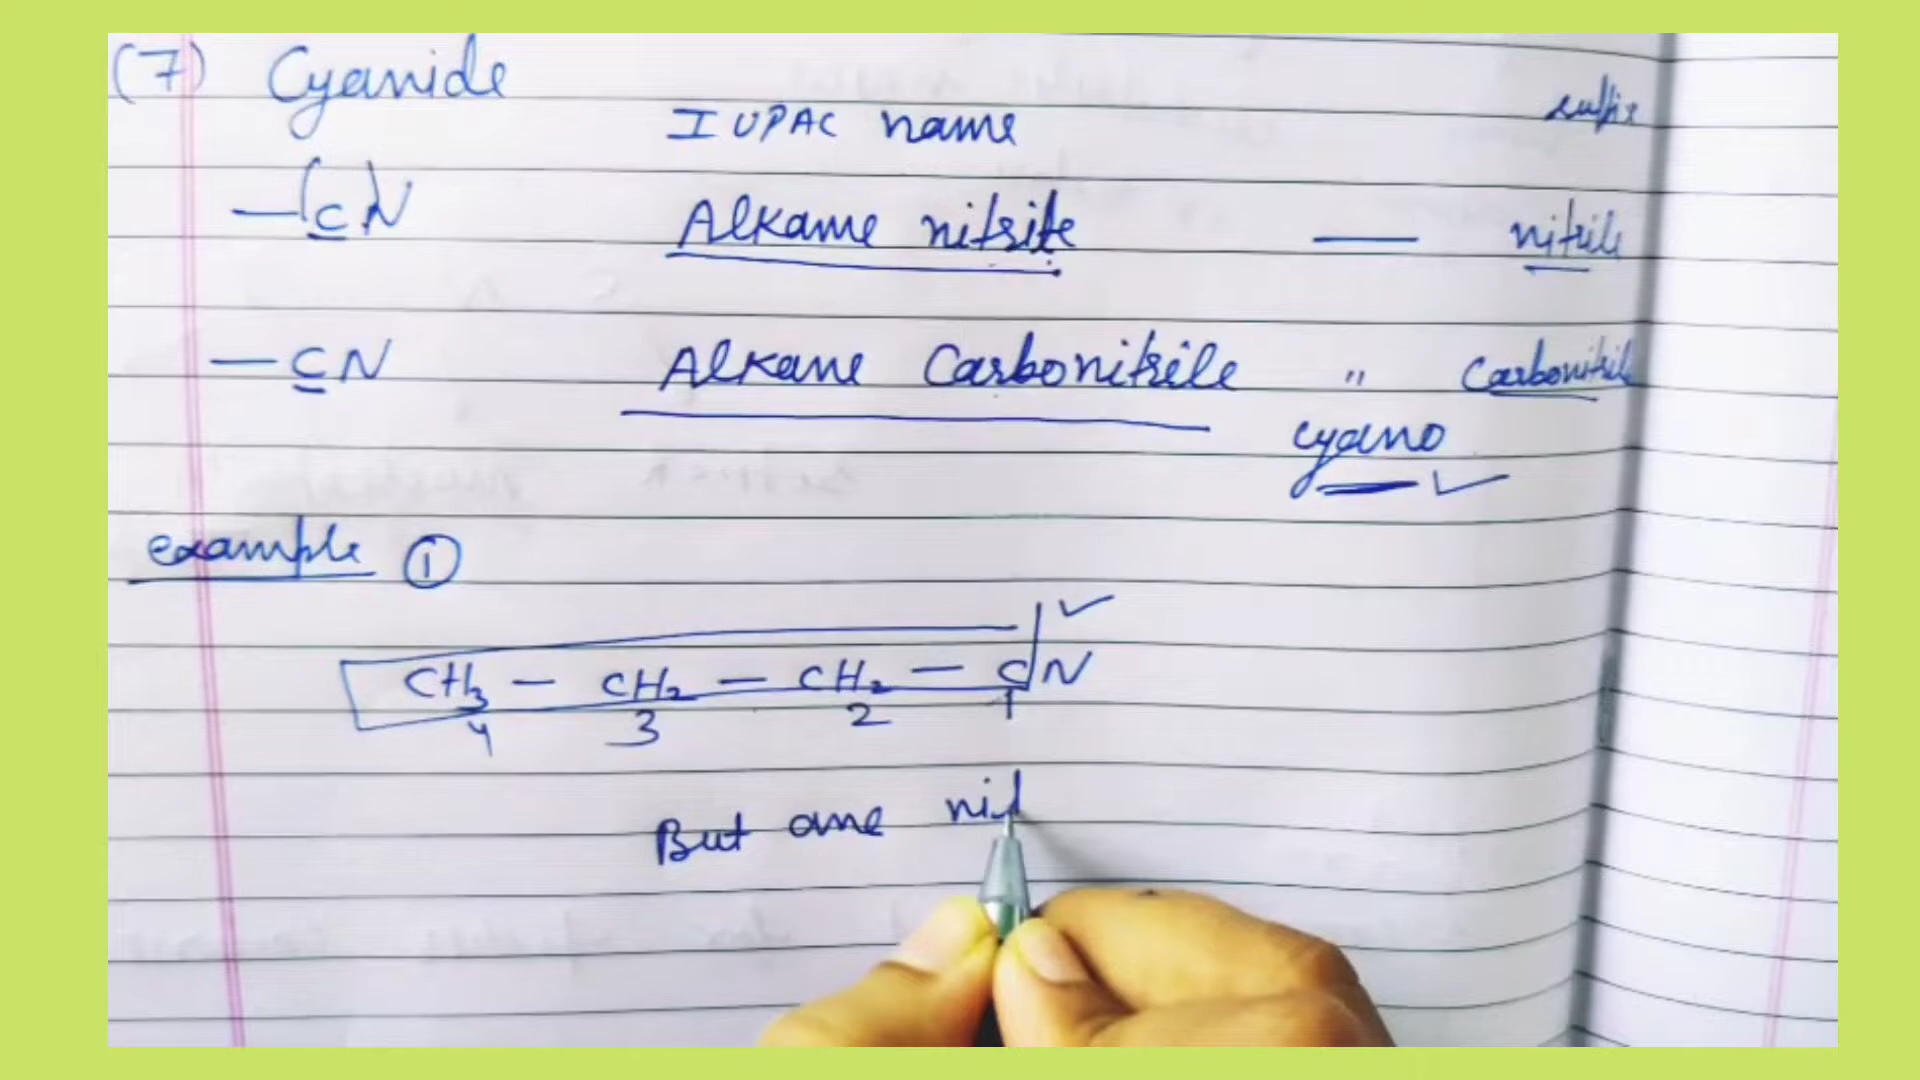 (7) Cyanide
IUPAC name suffix
—(C)N Alkane nitrite — nitrile
—CN Alkane Carbonitrile " Carbonitrile
cyano ✓
example ①
CH₃ — CH₂ — CH₂ — CN ✓
4 3 2 1
But ane nit